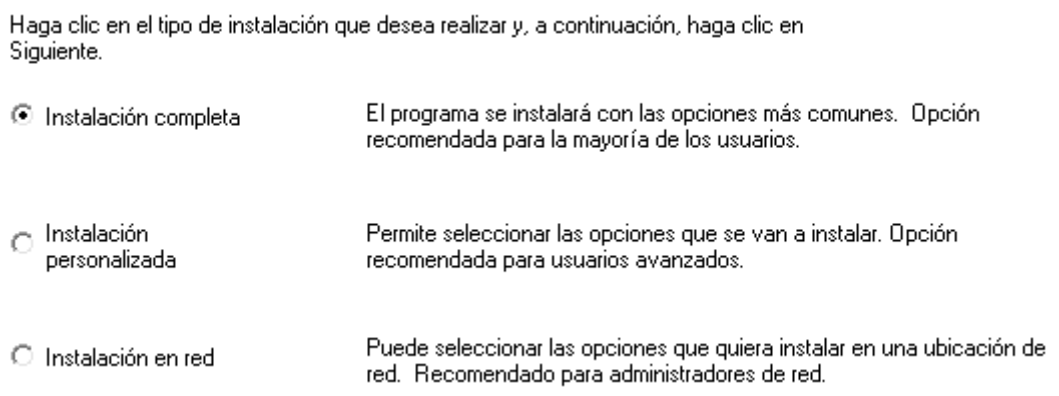 Haga clic en el tipo de instalación que desea realizar y, a continuación, haga clic en
Siguiente.
Instalación completa
El programa se instalará con las opciones más comunes.  Opción
recomendada para la mayoría de los usuarios.
Instalación
personalizada
Permite seleccionar las opciones que se van a instalar. Opción
recomendada para usuarios avanzados.
Instalación en red
Puede seleccionar las opciones que quiera instalar en una ubicación de
red.  Recomendado para administradores de red.